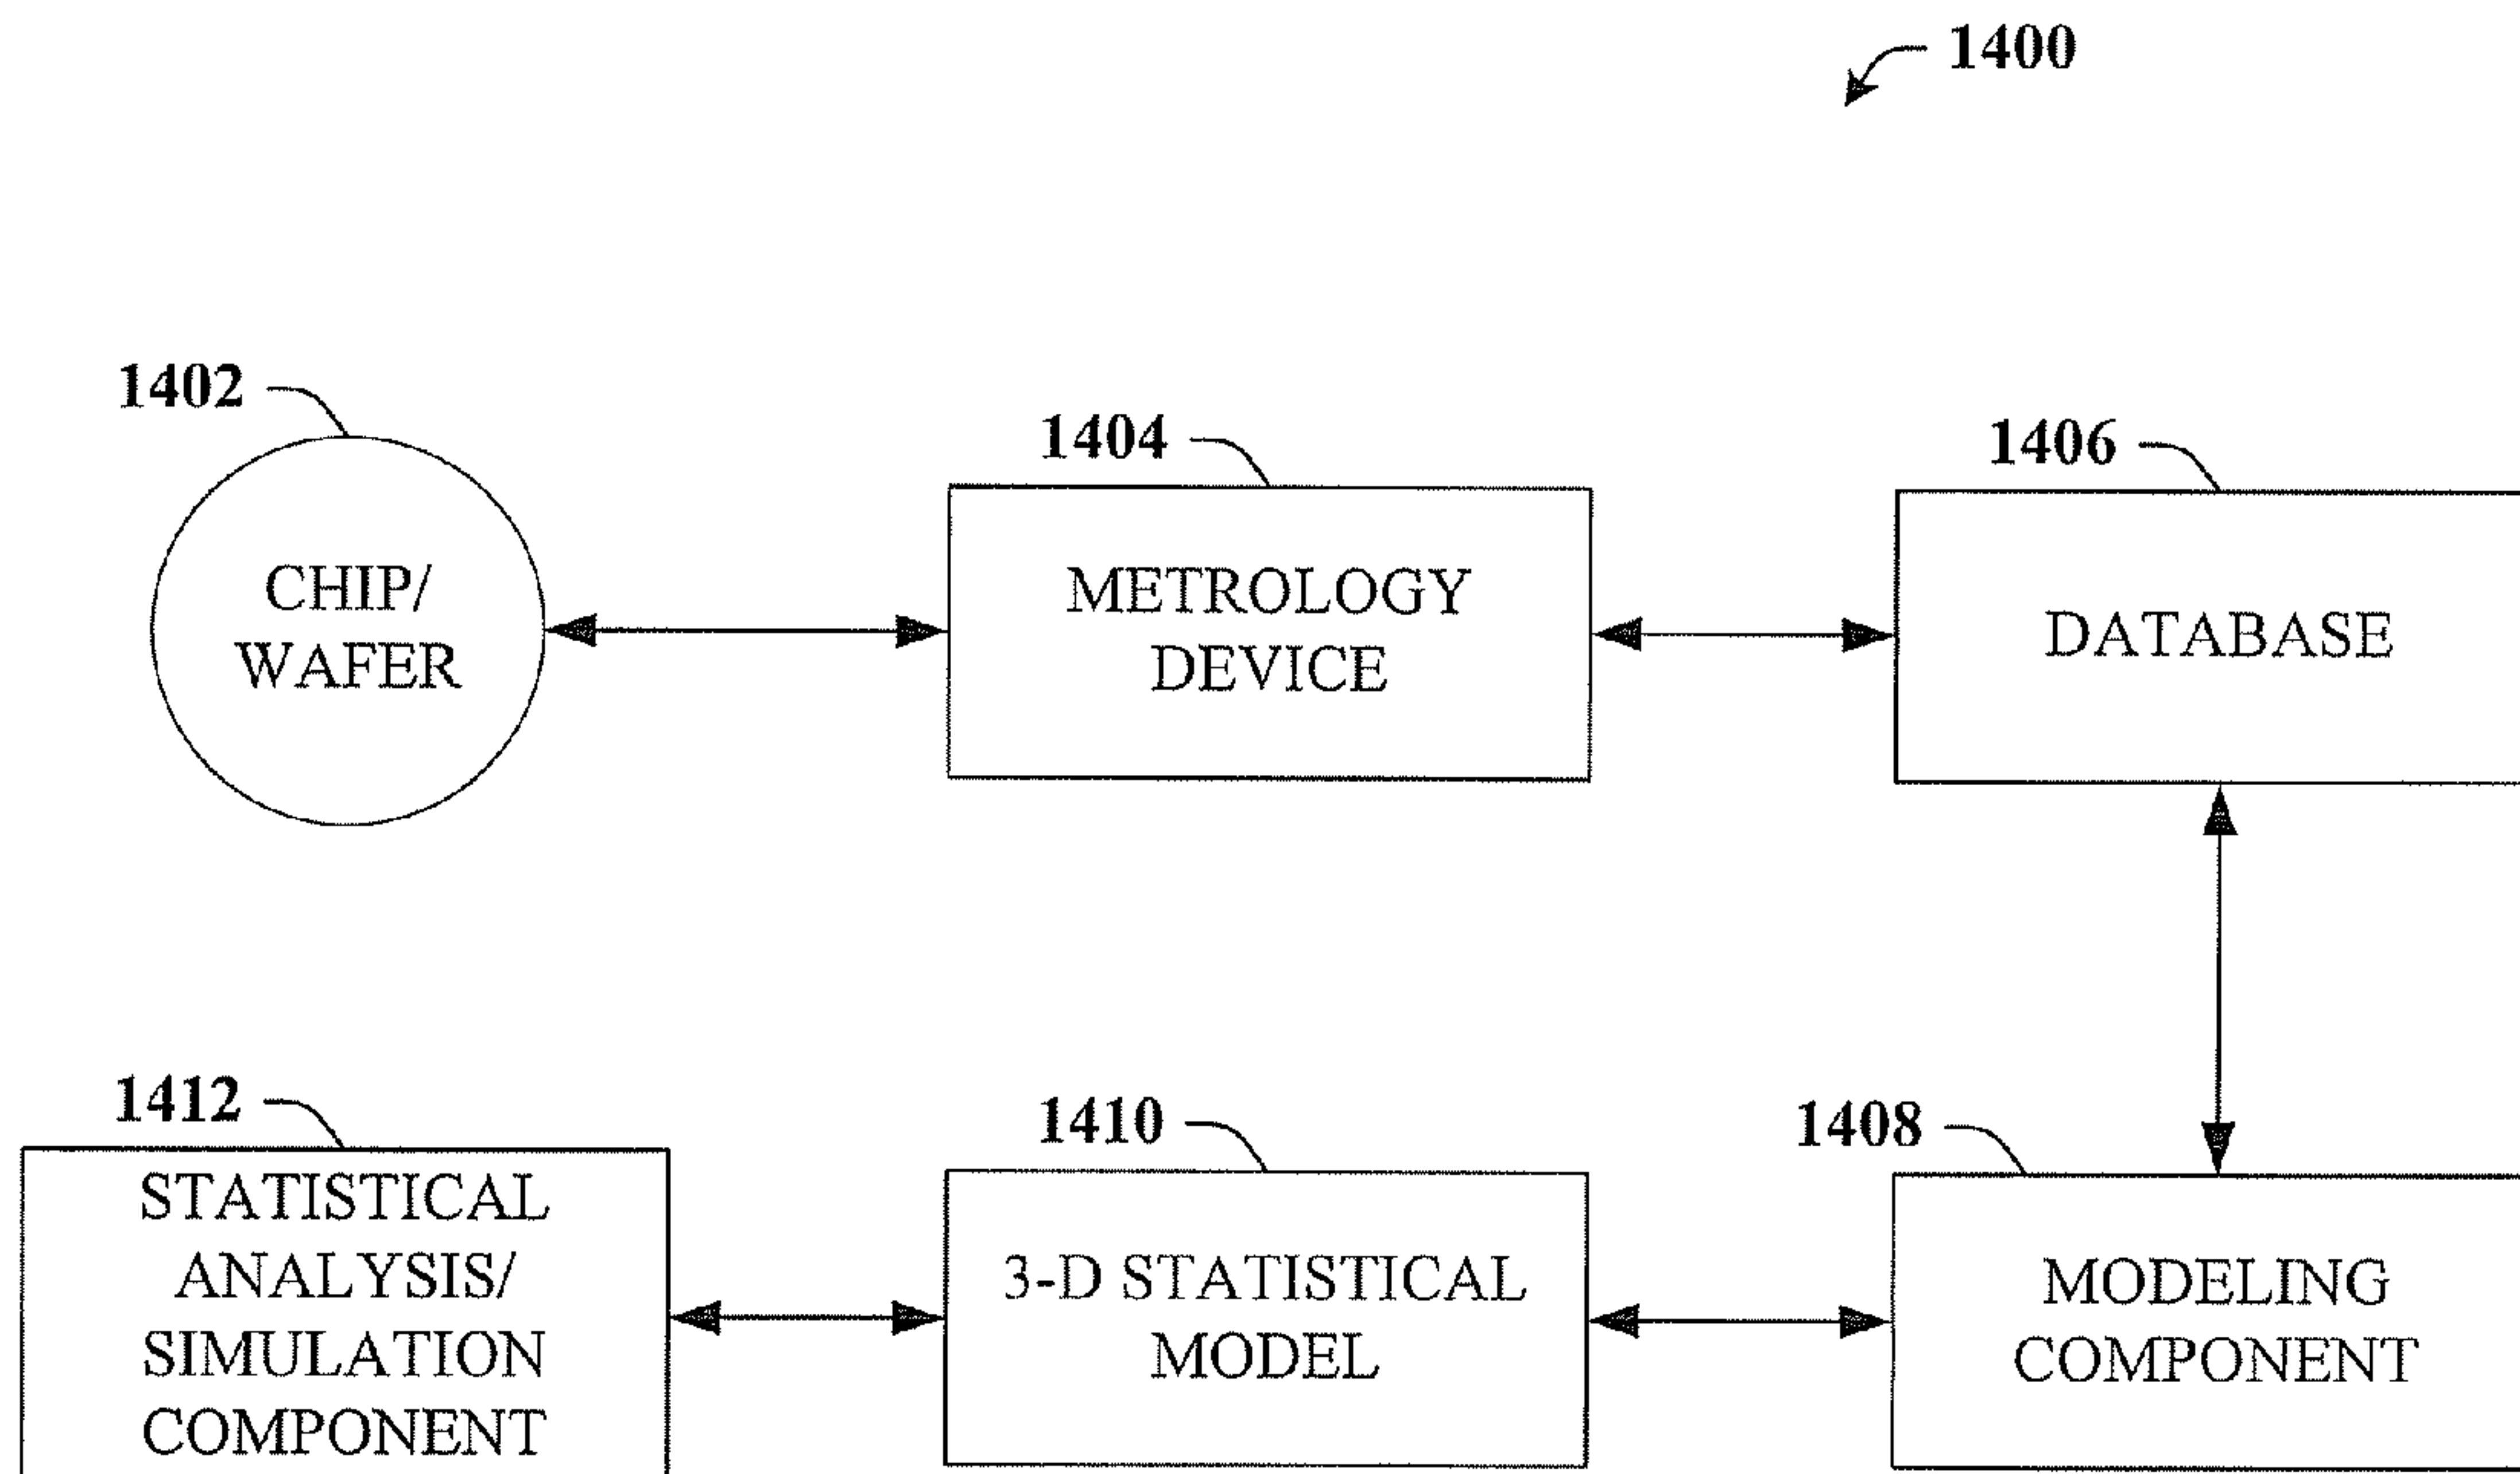 1400
1402
1404
1406
CHIP/
WAFER
METROLOGY
DEVICE
DATABASE
1412
1410
1408
STATISTICAL
ANALYSIS/
SIMULATION
COMPONENT
3-D STATISTICAL
MODEL
MODELING
COMPONENT